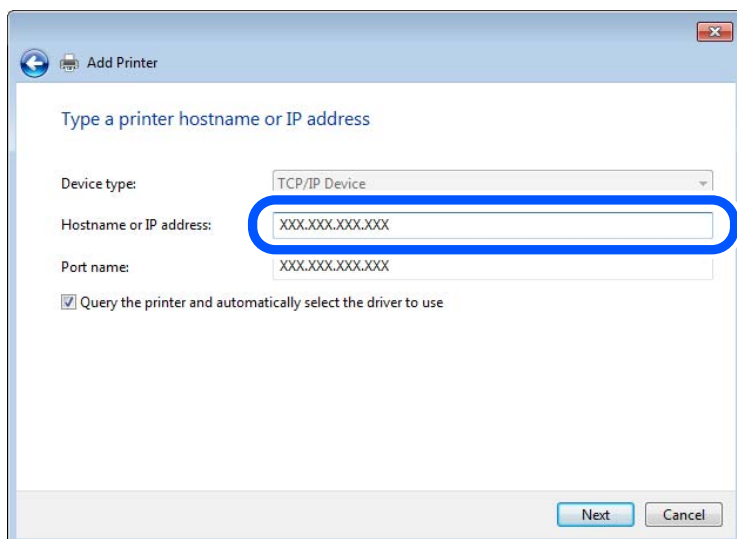 Add Printer
Type a printer hostname or IP address
Device type: TCP/IP Device
Hostname or IP address: XXX.XXX.XXX.XXX
Port name: XXX.XXX.XXX.XXX
Query the printer and automatically select the driver to use
Next Cancel